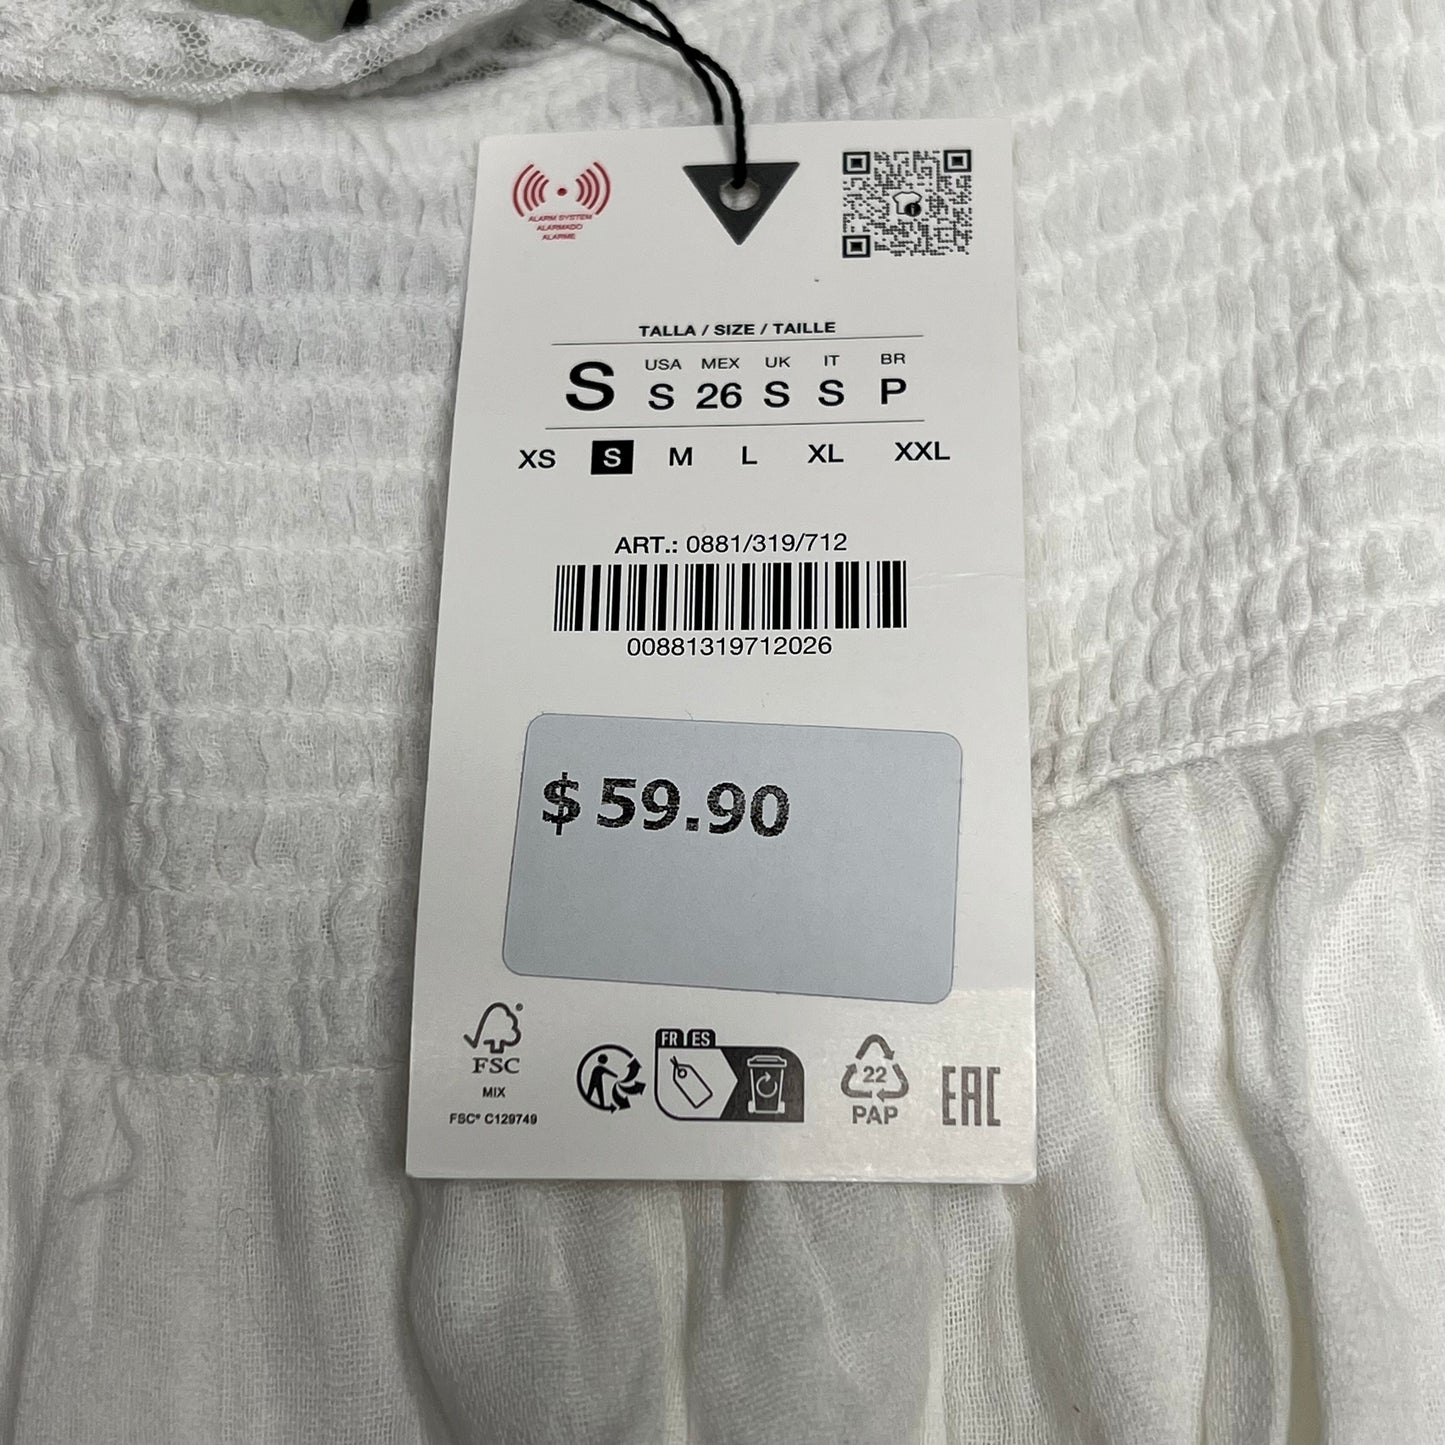 ALARM SYSTEM
ALARMADO
ALARME
TALLA / SIZE / TAILLE
S USA MEX UK IT BR
S 26 S S P
XS S M L XL XXL
ART.: 0881/319/712
00881319712026
$ 59.90
FSC®
MIX
FSC® C129749
FR ES
22
PAP
EAC